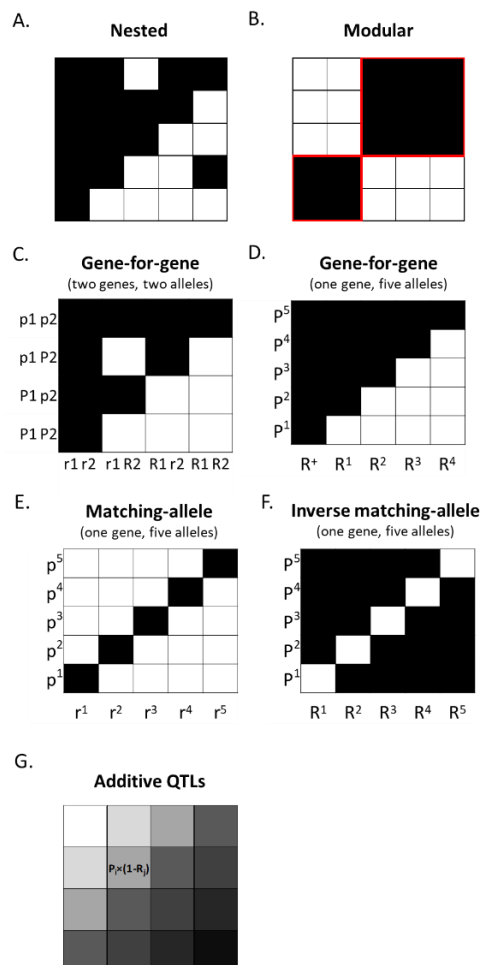 A.
Nested
B.
Modular
C.
Gene-for-gene
(two genes, two alleles)
p1 p2
p1 P2
P1 p2
P1 P2
r1 r2 r1 R2 R1 r2 R1 R2
D.
Gene-for-gene
(one gene, five alleles)
P⁵
P⁴
P³
P²
P¹
R⁺ R¹ R² R³ R⁴
E.
Matching-allele
(one gene, five alleles)
p⁵
p⁴
p³
p²
p¹
r¹ r² r³ r⁴ r⁵
F.
Inverse matching-allele
(one gene, five alleles)
P⁵
P⁴
P³
P²
P¹
R¹ R² R³ R⁴ R⁵
G.
Additive QTLs
Pᵢ×(1-Rⱼ)